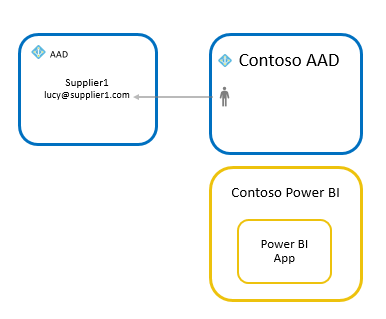 AAD
Supplier1
lucy@supplier1.com
Contoso AAD
Contoso Power BI
Power BI
App